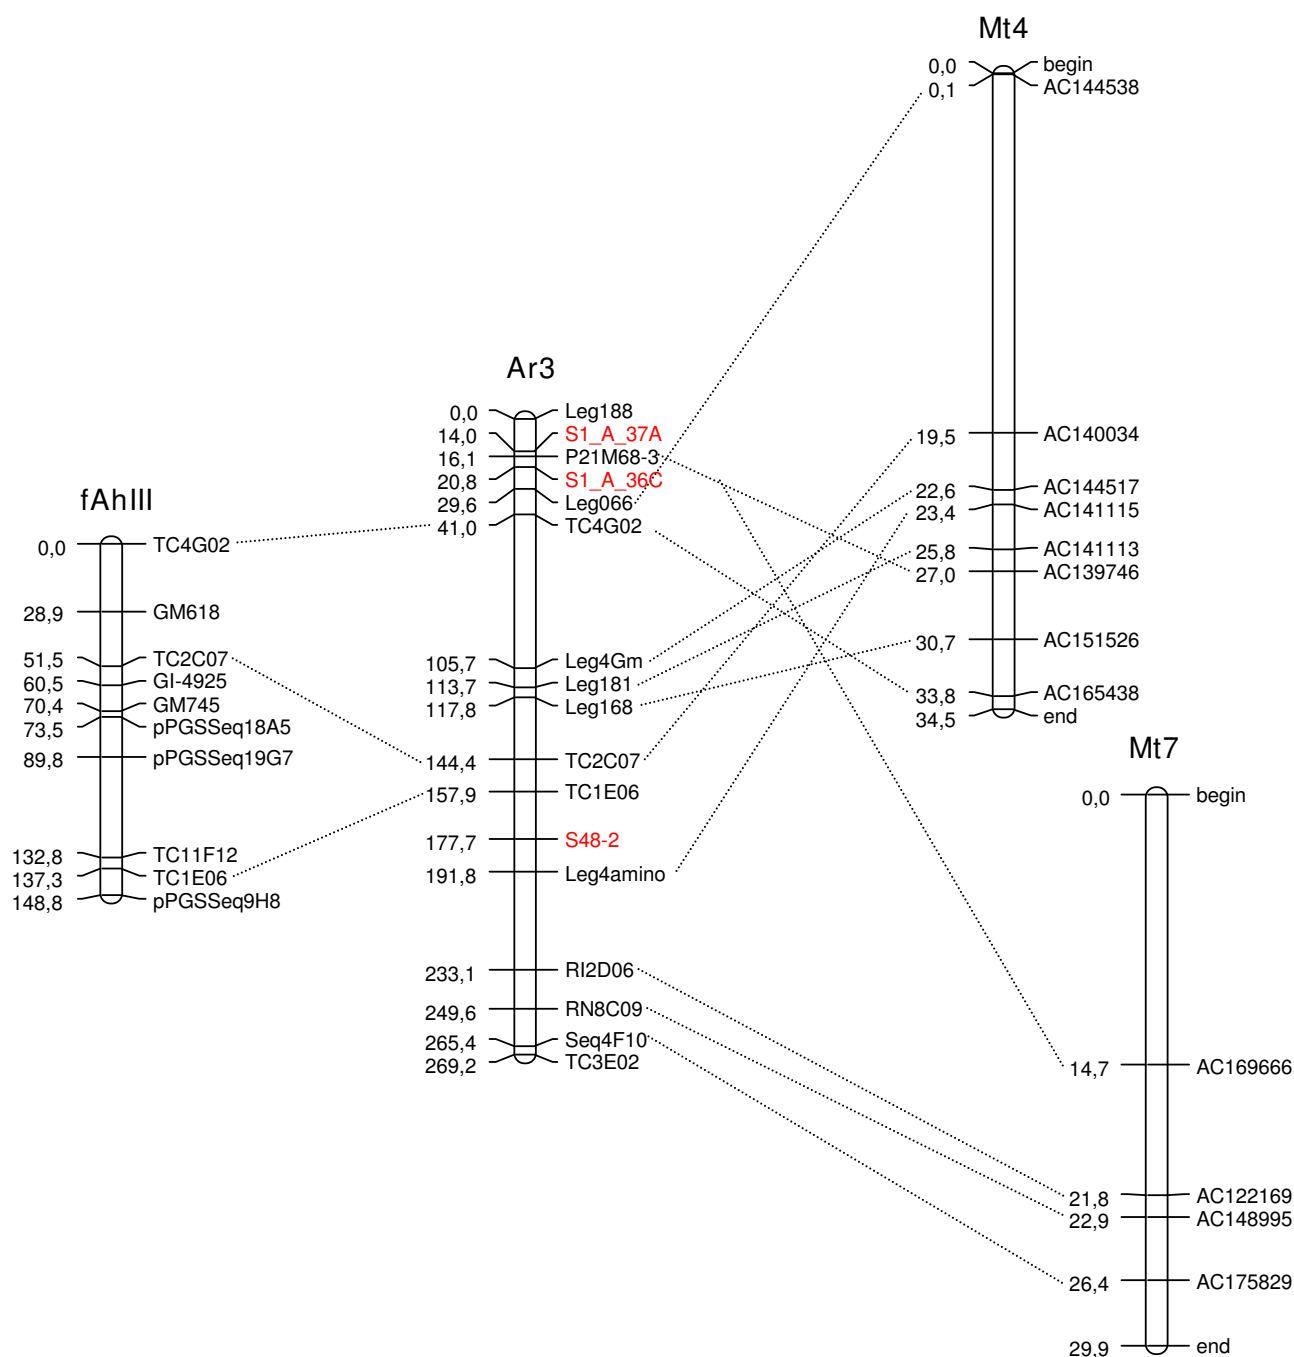 Mt4
0,0 begin
0,1 AC144538
19,5 AC140034
22,6 AC144517
23,4 AC141115
25,8 AC141113
27,0 AC139746
30,7 AC151526
33,8 AC165438
34,5 end
Ar3
0,0 Leg188
14,0 S1_A_37A
16,1 P21M68-3
20,8 S1_A_36C
29,6 Leg066
41,0 TC4G02
105,7 Leg4Gm
113,7 Leg181
117,8 Leg168
144,4 TC2C07
157,9 TC1E06
177,7 S48-2
191,8 Leg4amino
233,1 RI2D06
249,6 RN8C09
265,4 Seq4F10
269,2 TC3E02
fAhIII
0,0 TC4G02
28,9 GM618
51,5 TC2C07
60,5 GI-4925
70,4 GM745
73,5 pPGSSeq18A5
89,8 pPGSSeq19G7
132,8 TC11F12
137,3 TC1E06
148,8 pPGSSeq9H8
Mt7
0,0 begin
14,7 AC169666
21,8 AC122169
22,9 AC148995
26,4 AC175829
29,9 end